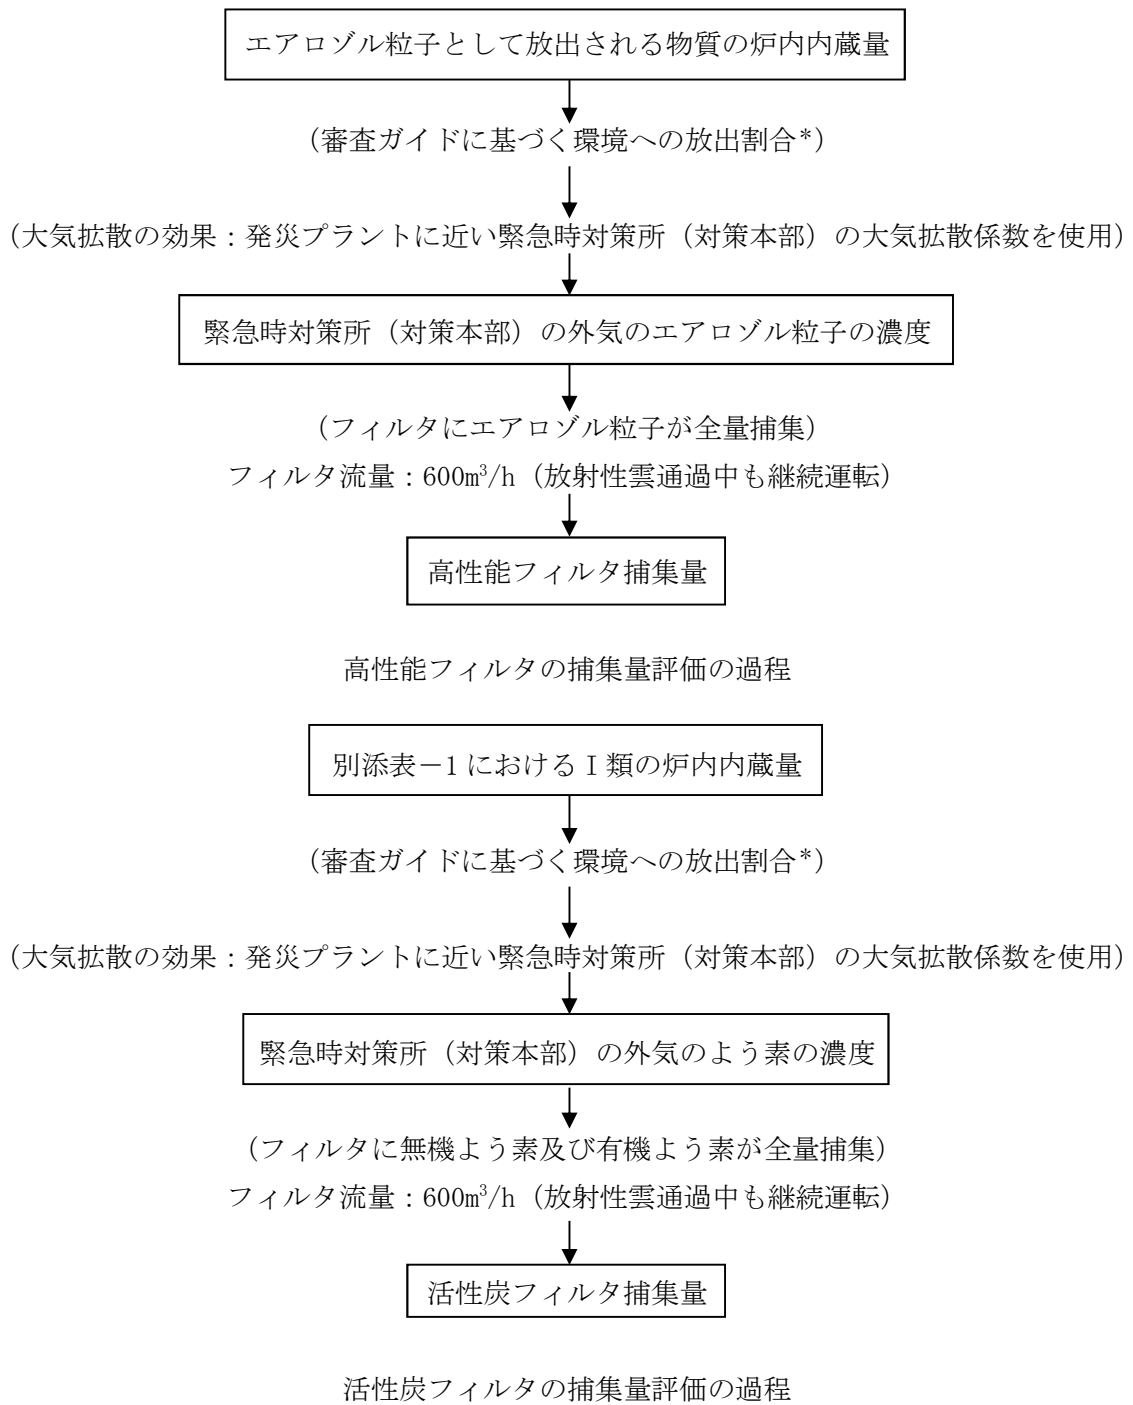 エアロゾル粒子として放出される物質の炉内内蔵量
(審査ガイドに基づく環境への放出割合*)
(大気拡散の効果：発災プラントに近い緊急時対策所（対策本部）の大気拡散係数を使用)
緊急時対策所（対策本部）の外気のエアロゾル粒子の濃度
(フィルタにエアロゾル粒子が全量捕集)
フィルタ流量：600m³/h（放射性雲通過中も継続運転）
高性能フィルタ捕集量
高性能フィルタの捕集量評価の過程
別添表－1におけるⅠ類の炉内内蔵量
(審査ガイドに基づく環境への放出割合*)
(大気拡散の効果：発災プラントに近い緊急時対策所（対策本部）の大気拡散係数を使用)
緊急時対策所（対策本部）の外気のよう素の濃度
(フィルタに無機よう素及び有機よう素が全量捕集)
フィルタ流量：600m³/h（放射性雲通過中も継続運転）
活性炭フィルタ捕集量
活性炭フィルタの捕集量評価の過程